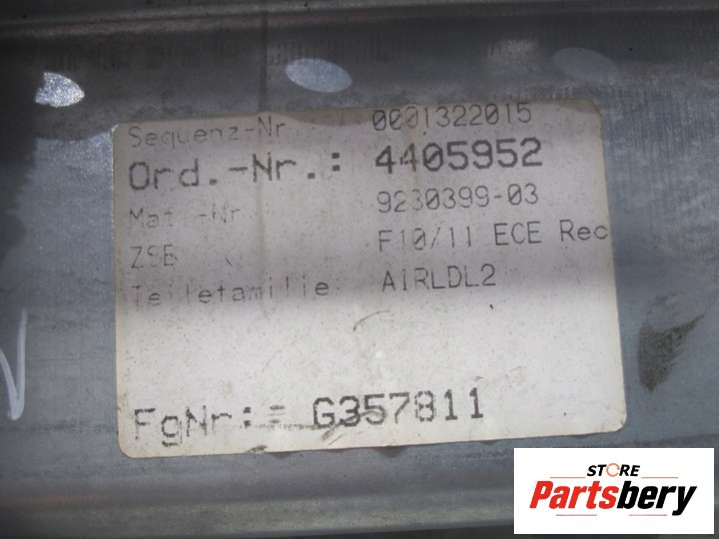 Sequenz-Nr 0001322015
Ord.-Nr.: 4405952
Mat.-Nr 9230399-03
ZSB F10/11 ECE Rec
Teilefamilie AIRLDL2
FgNr:= G357811
STORE
Partsbery